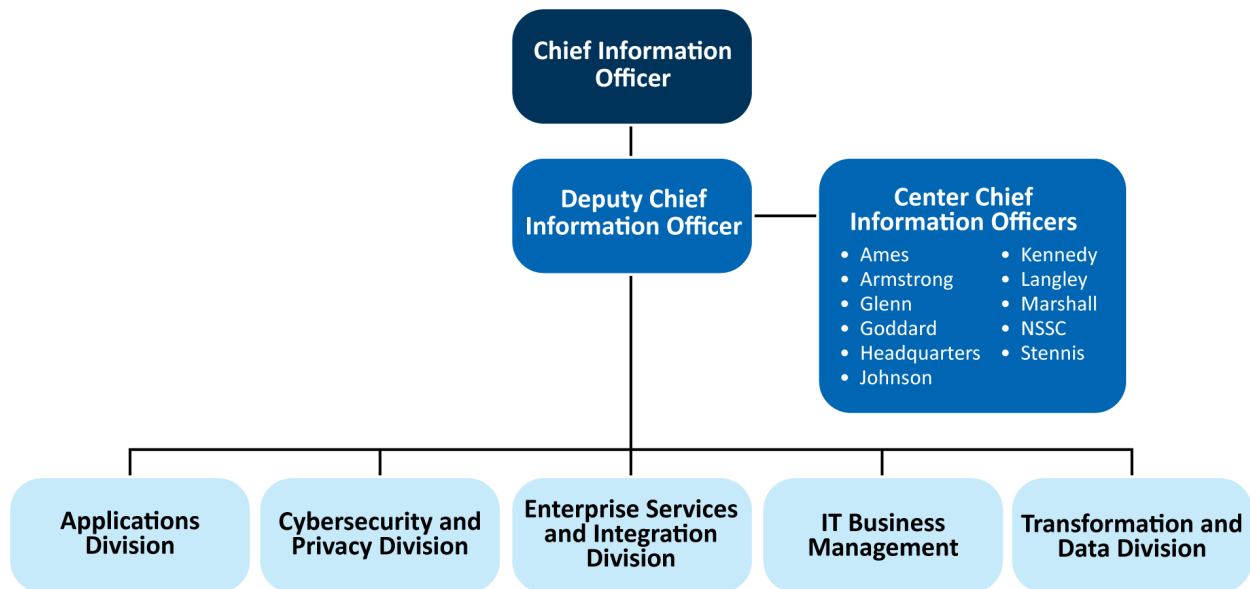 Chief Information
Officer
Deputy Chief
Information Officer
Center Chief
Information Officers
• Ames
• Armstrong
• Glenn
• Goddard
• Headquarters
• Johnson
• Kennedy
• Langley
• Marshall
• NSSC
• Stennis
Applications
Division
Cybersecurity and
Privacy Division
Enterprise Services
and Integration
Division
IT Business
Management
Transformation and
Data Division